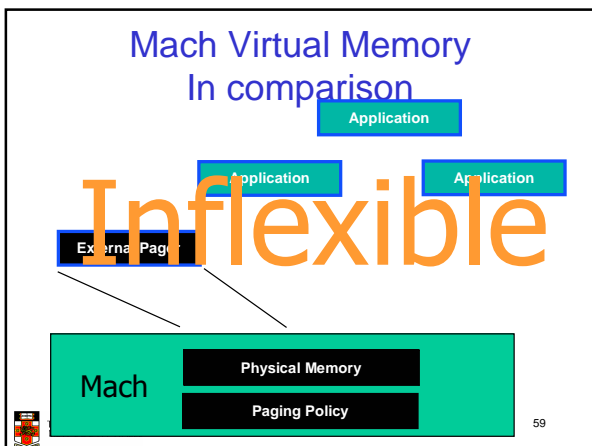 Mach Virtual Memory
In comparison
Application
Application
Application
Inflexible
External Pager
Mach
Physical Memory
Paging Policy
59